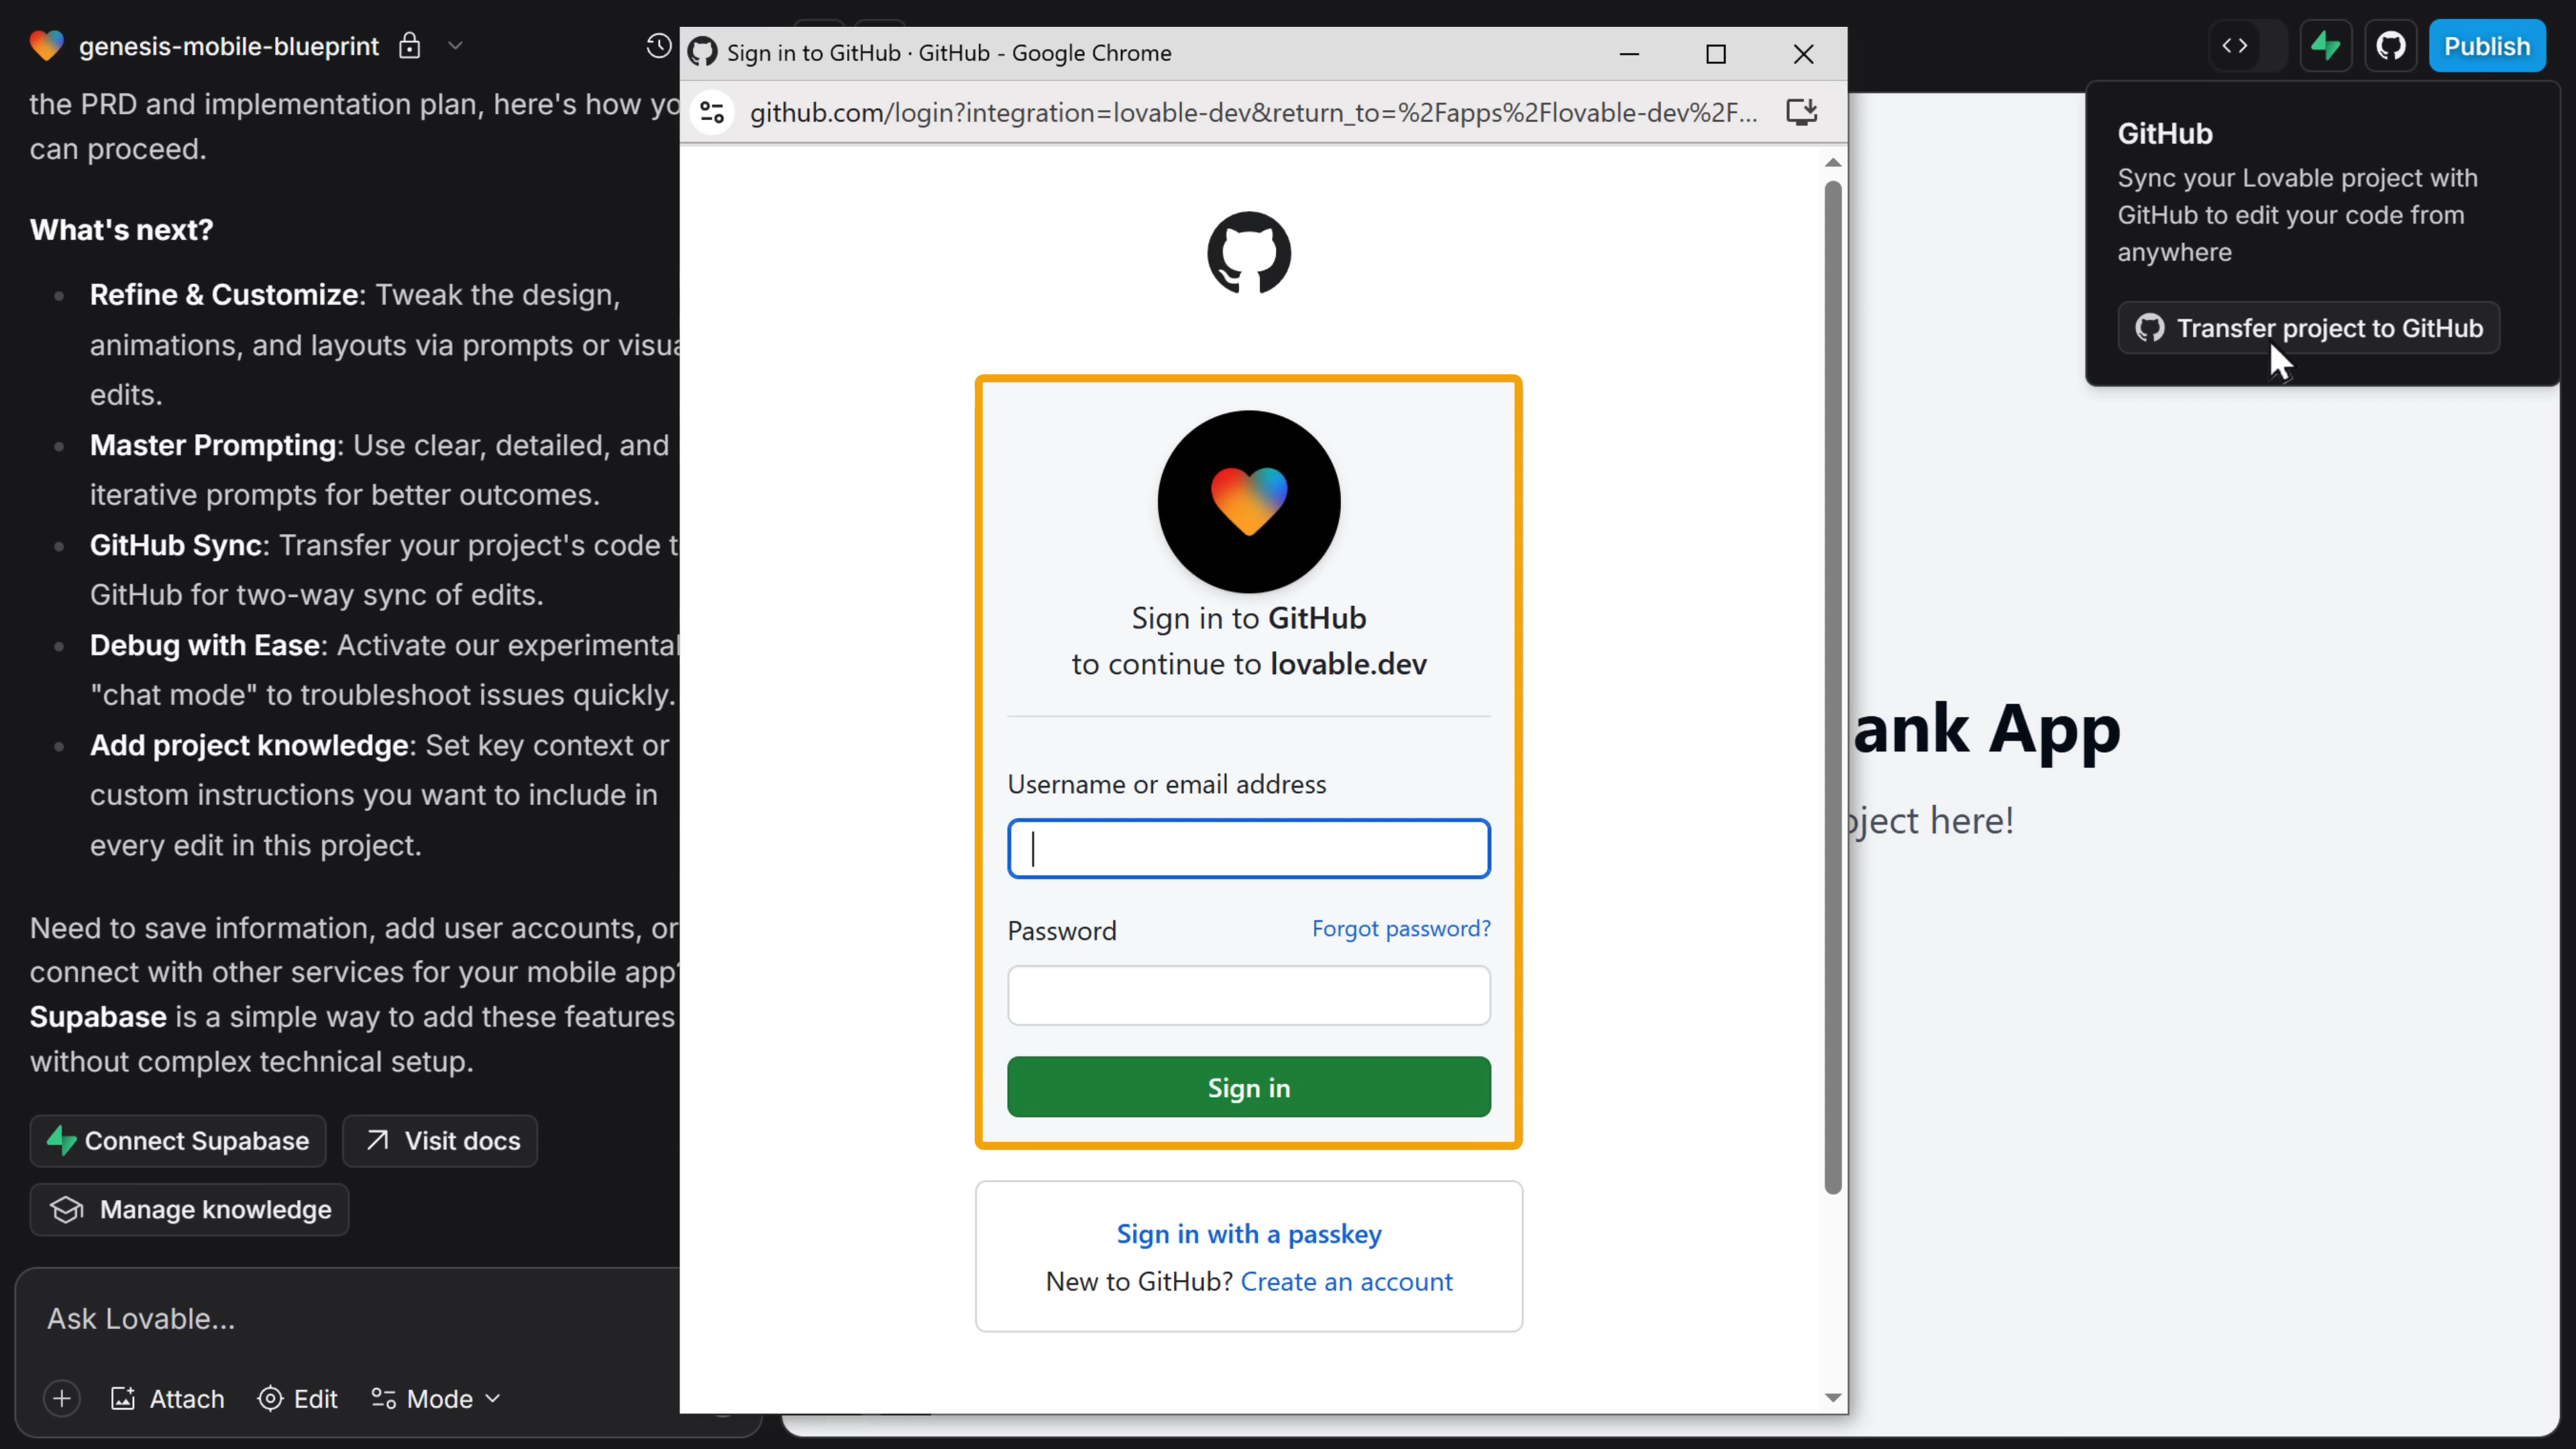 genesis-mobile-blueprint
the PRD and implementation plan, here's how yo
can proceed.
What's next?
Refine & Customize: Tweak the design,
animations, and layouts via prompts or visua
edits.
Master Prompting: Use clear, detailed, and
iterative prompts for better outcomes.
GitHub Sync: Transfer your project's code t
GitHub for two-way sync of edits.
Debug with Ease: Activate our experimental
"chat mode" to troubleshoot issues quickly.
Add project knowledge: Set key context or
custom instructions you want to include in
every edit in this project.
Need to save information, add user accounts, or
connect with other services for your mobile app?
Supabase is a simple way to add these features
without complex technical setup.
Connect Supabase
Visit docs
Manage knowledge
Ask Lovable...
Attach
Edit
Mode
Sign in to GitHub · GitHub - Google Chrome
github.com/login?integration=lovable-dev&return_to=%2Fapps%2Flovable-dev%2F...
Sign in to GitHub
to continue to lovable.dev
Username or email address
Password
Forgot password?
Sign in
Sign in with a passkey
New to GitHub? Create an account
Publish
GitHub
Sync your Lovable project with
GitHub to edit your code from
anywhere
Transfer project to GitHub
ank App
oject here!